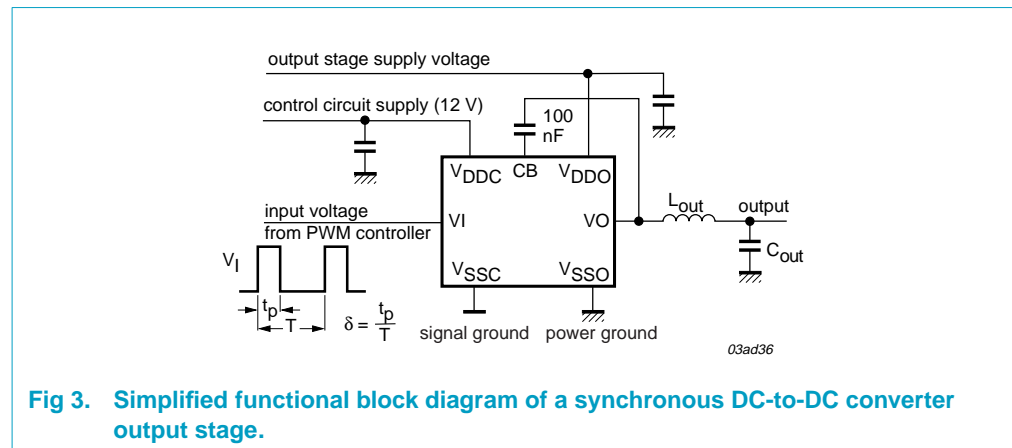 output stage supply voltage
control circuit supply (12 V)
100
nF
VDDC
CB
VDDO
Lout
output
input voltage
from PWM controller
VI
VO
Cout
VI
VSSC
VSSO
tp
T
δ = tp/T
signal ground
power ground
03ad36
Fig 3. Simplified functional block diagram of a synchronous DC-to-DC converter
output stage.